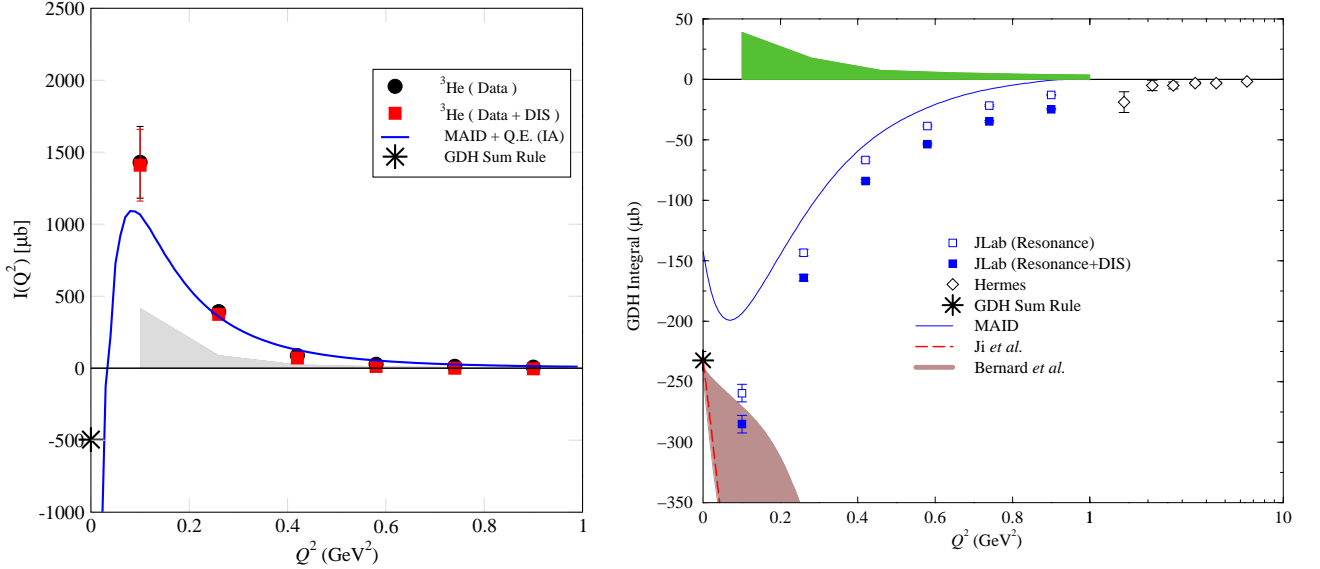 2500
2000
1500
1000
500
0
-500
-1000
I(Q²) [μb]
³He ( Data )
³He ( Data + DIS )
MAID + Q.E. (IA)
GDH Sum Rule
0 0.2 0.4 0.6 0.8 1
Q² (GeV²)
50
0
−50
−100
−150
−200
−250
−300
−350
GDH Integral (μb)
JLab (Resonance)
JLab (Resonance+DIS)
Hermes
GDH Sum Rule
MAID
Ji et al.
Bernard et al.
0 0.2 0.4 0.6 0.8 1 10
Q² (GeV²)